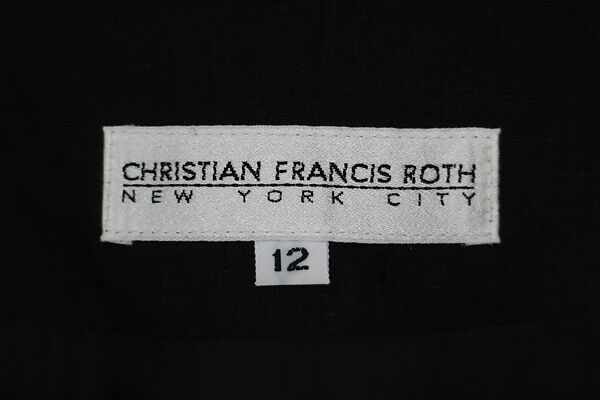 CHRISTIAN FRANCIS ROTH
NEW YORK CITY
12